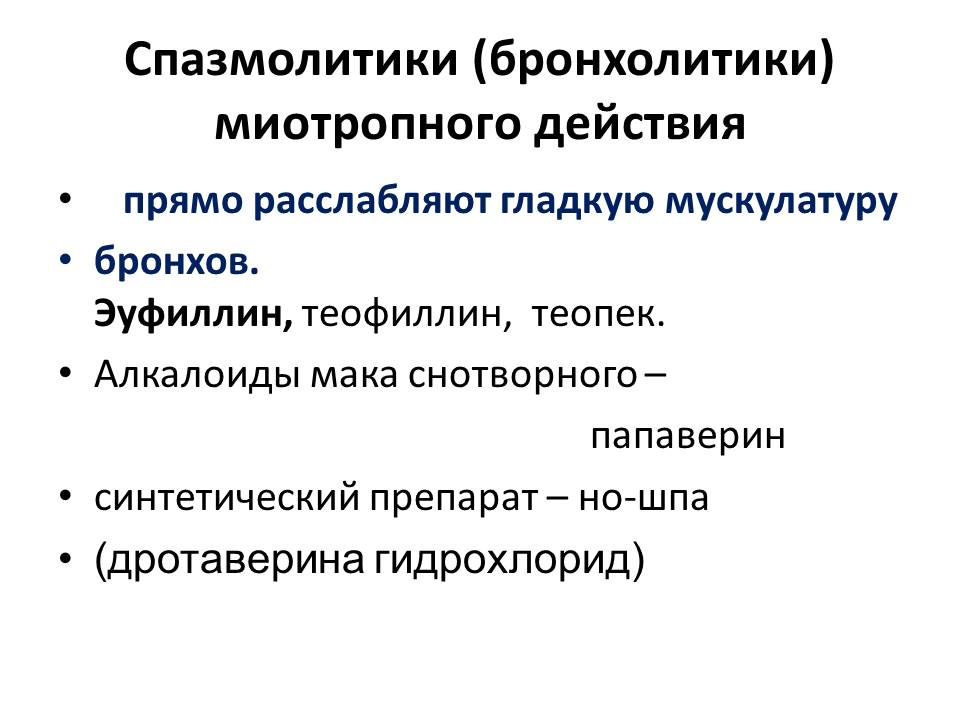 Спазмолитики (бронхолитики)
миотропного действия
• прямо расслабляют гладкую мускулатуру
• бронхов.
Эуфиллин, теофиллин, теопек.
• Алкалоиды мака снотворного –
папаверин
• синтетический препарат – но-шпа
• (дротаверина гидрохлорид)